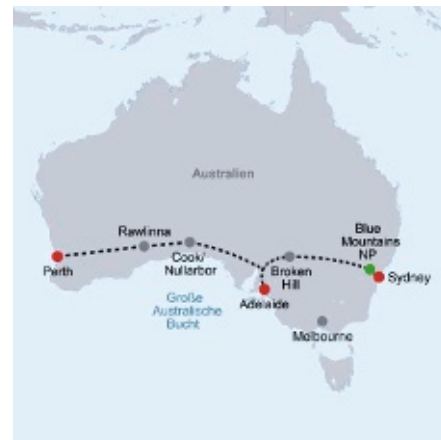 Australien
Blue
Mountains
NP
Rawlinna
Cook/
Nullarbor
Perth
Broken
Hill
Sydney
Adelaide
Große
Australische
Bucht
Melbourne